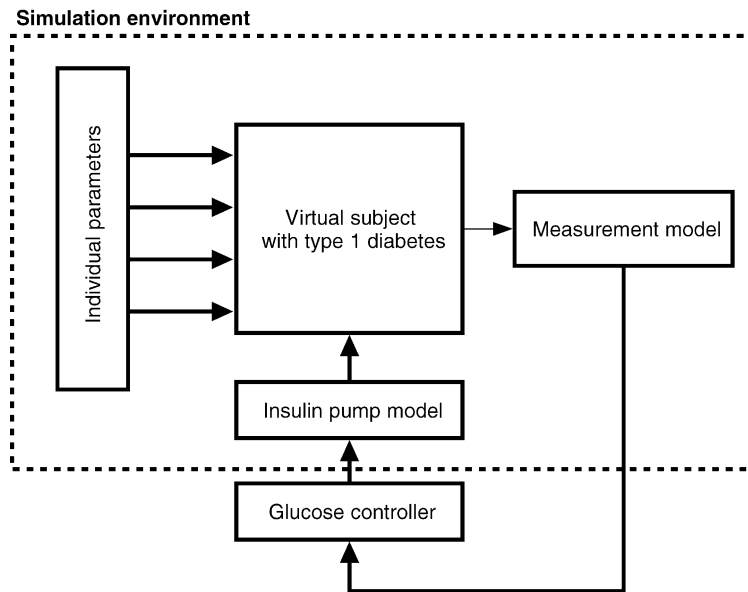 Simulation environment
Individual parameters
Virtual subject
with type 1 diabetes
Measurement model
Insulin pump model
Glucose controller